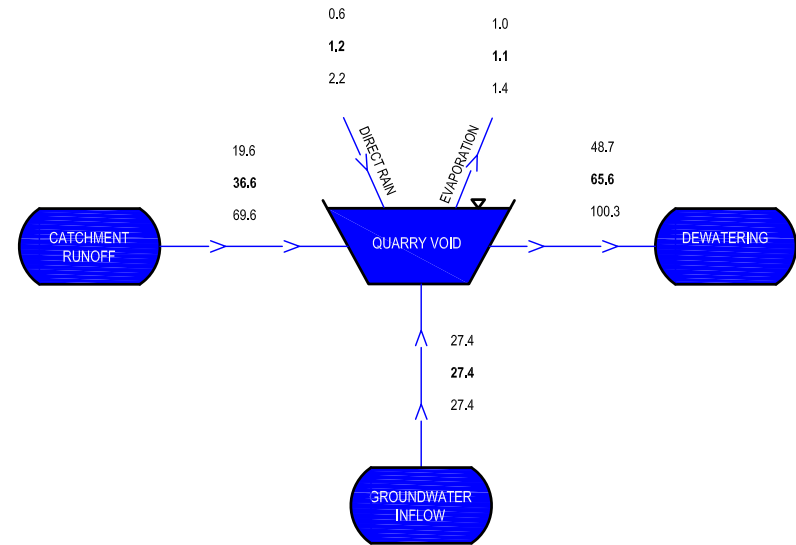 0.6
1.2
2.2
1.0
1.1
1.4
DIRECT RAIN
EVAPORATION
19.6
36.6
69.6
48.7
65.6
100.3
CATCHMENT
RUNOFF
QUARRY VOID
DEWATERING
27.4
27.4
27.4
GROUNDWATER
INFLOW